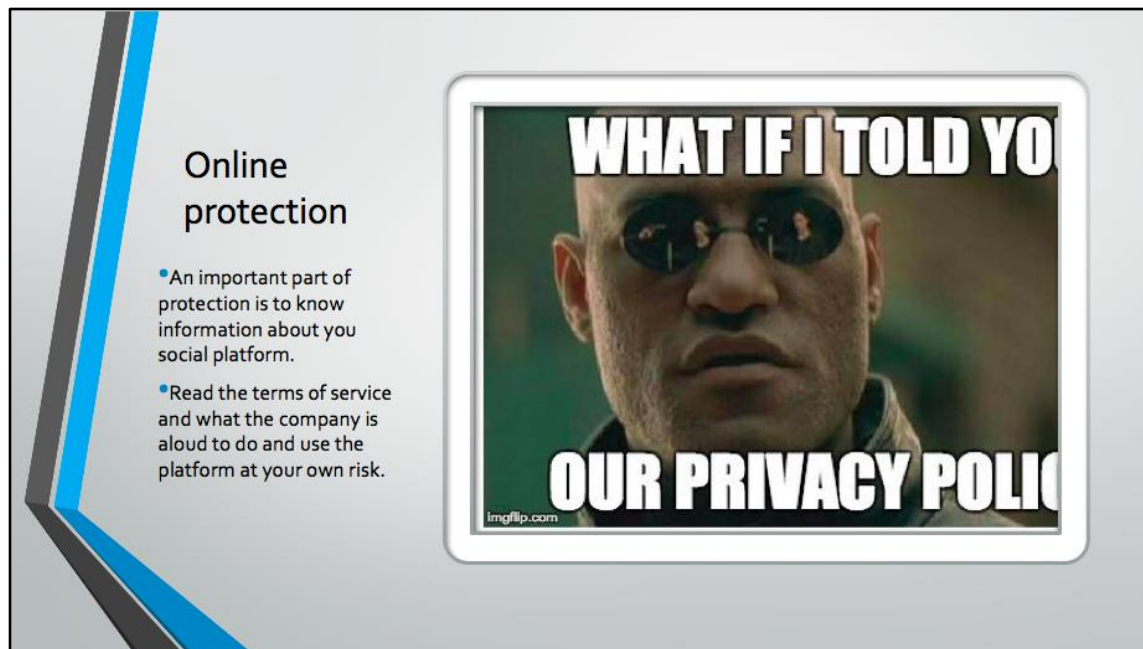 Online
protection
•An important part of
protection is to know
information about you
social platform.
•Read the terms of service
and what the company is
aloud to do and use the
platform at your own risk.
WHAT IF I TOLD YOU
OUR PRIVACY POLIC
imgflip.com